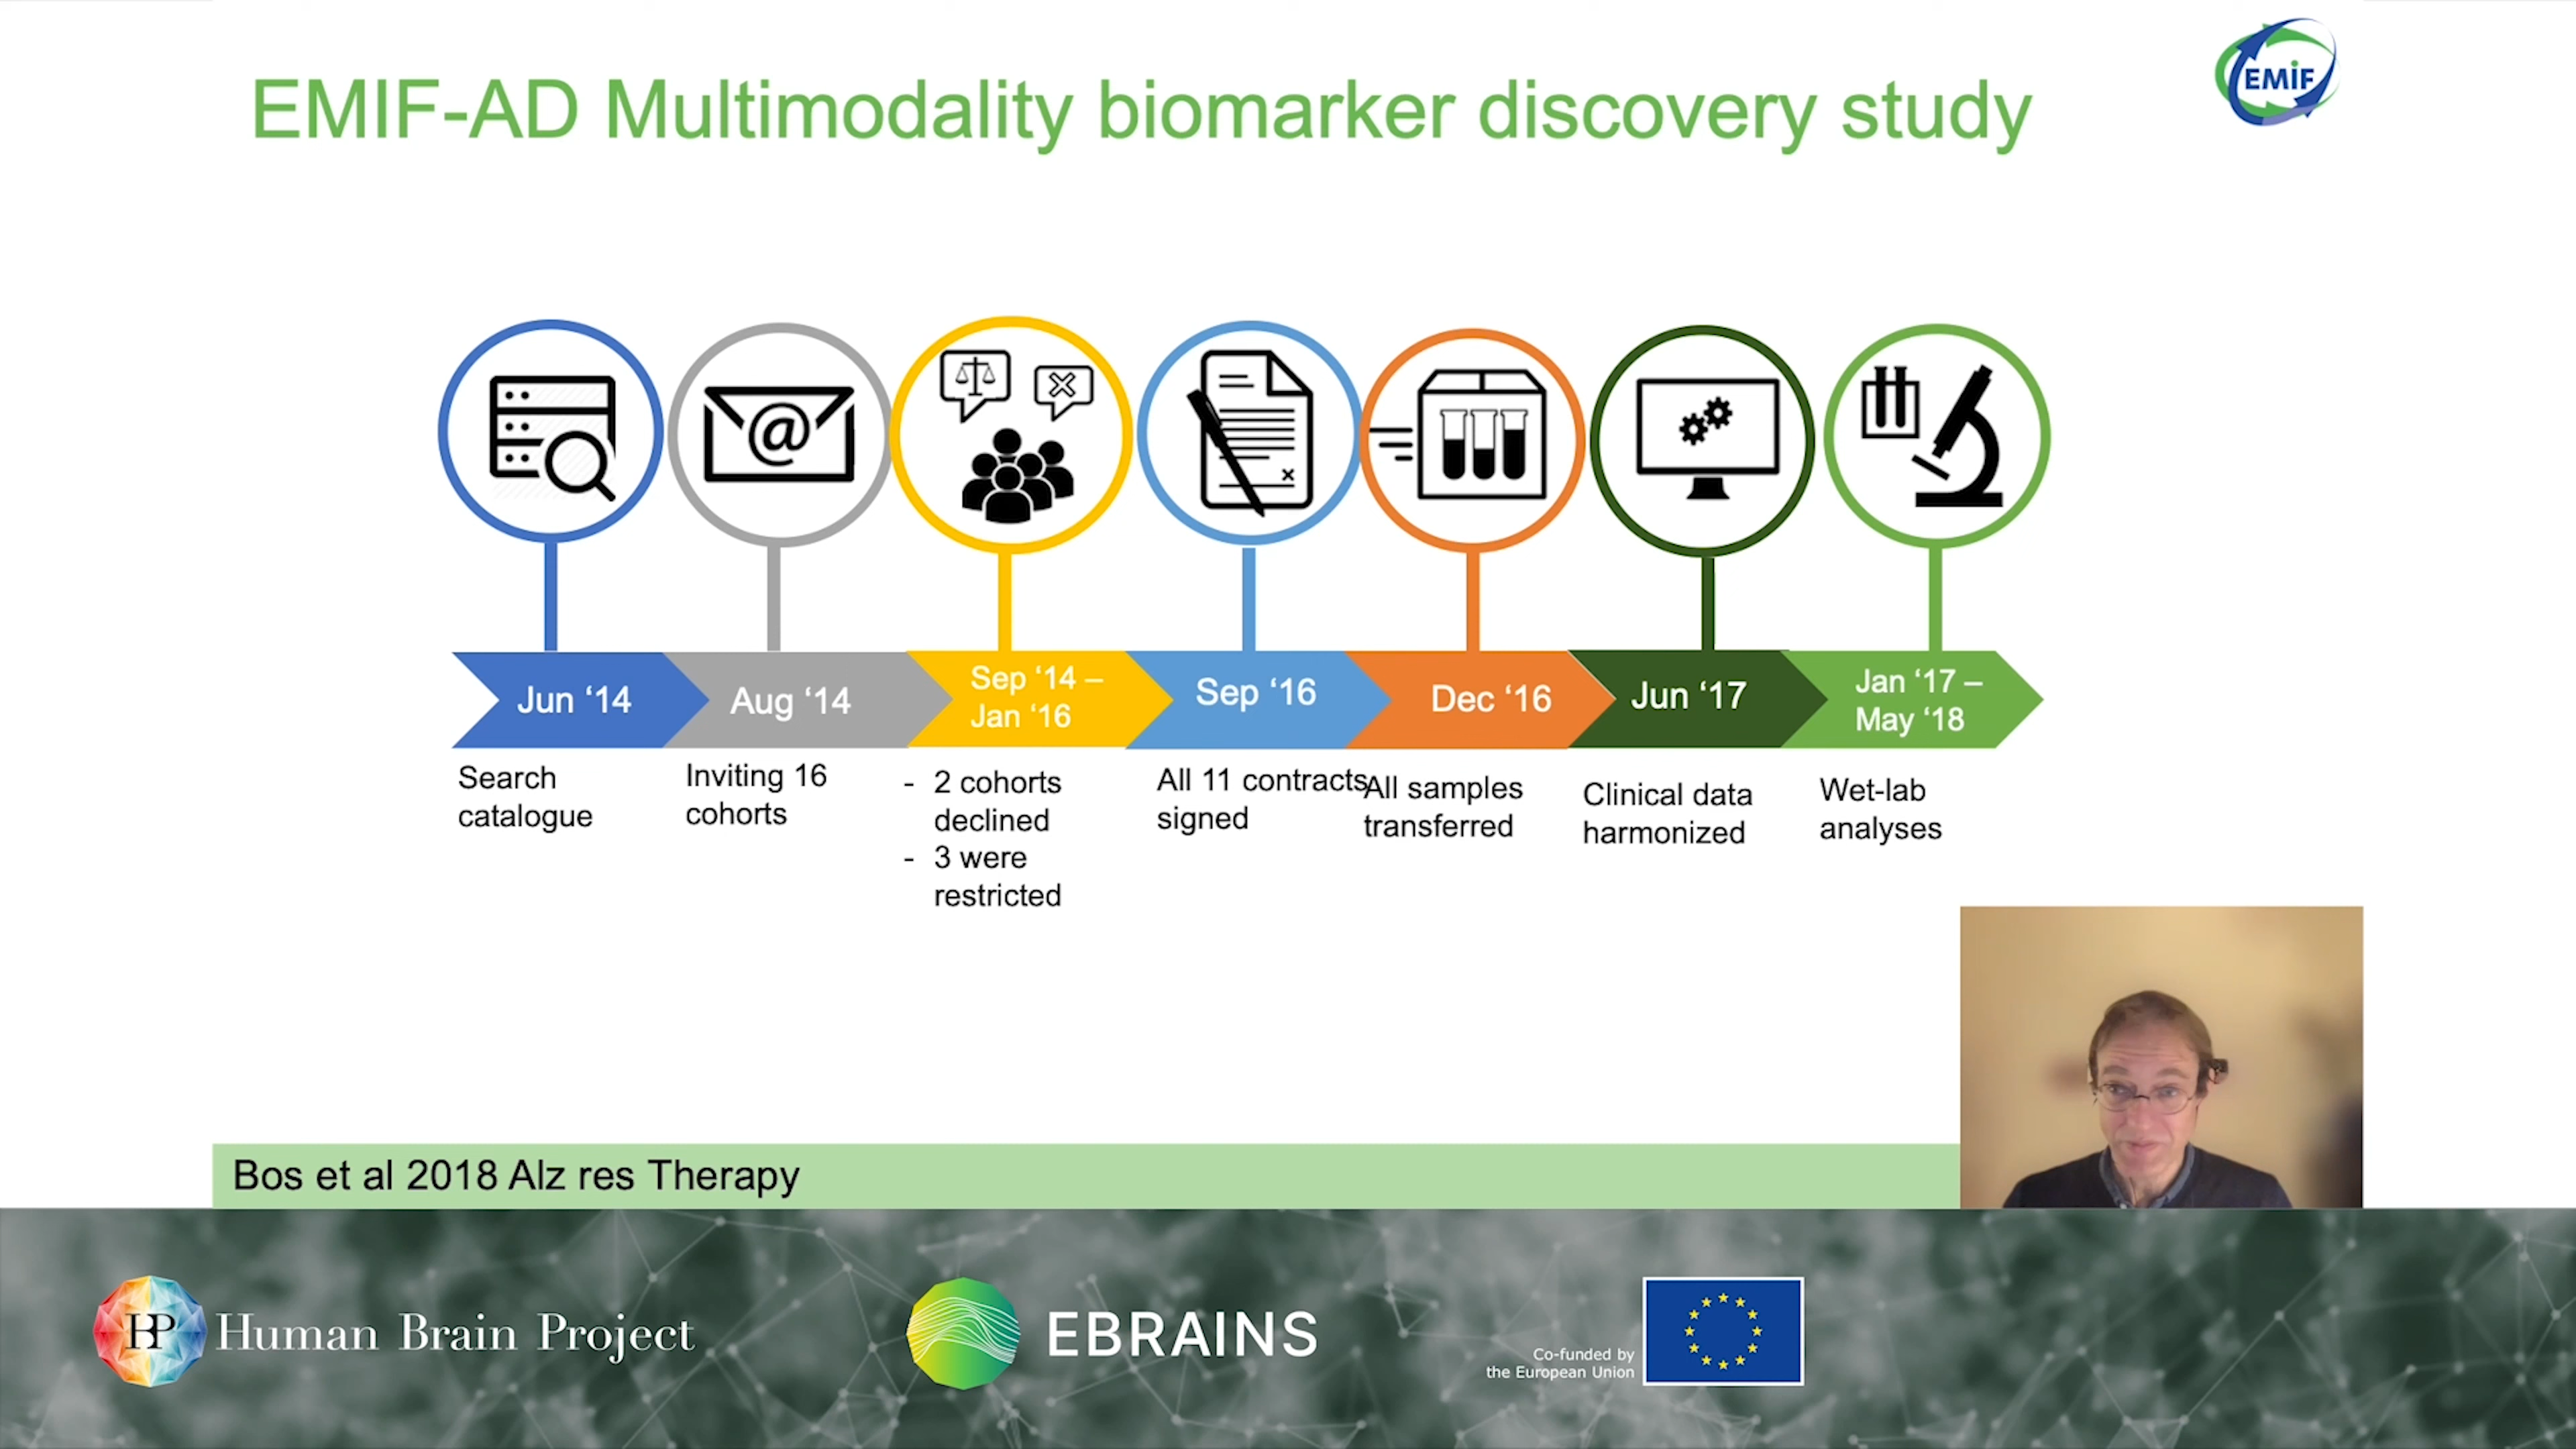 EMIF-AD Multimodality biomarker discovery study
EMIF
@
Jun ‘14
Aug ‘14
Sep ‘14 –
Jan ‘16
Sep ‘16
Dec ‘16
Jun ‘17
Jan ‘17 –
May ‘18
Search
catalogue
Inviting 16
cohorts
- 2 cohorts
declined
- 3 were
restricted
All 11 contracts
signed
All samples
transferred
Clinical data
harmonized
Wet-lab
analyses
Bos et al 2018 Alz res Therapy
HBP Human Brain Project
EBRAINS
Co-funded by
the European Union